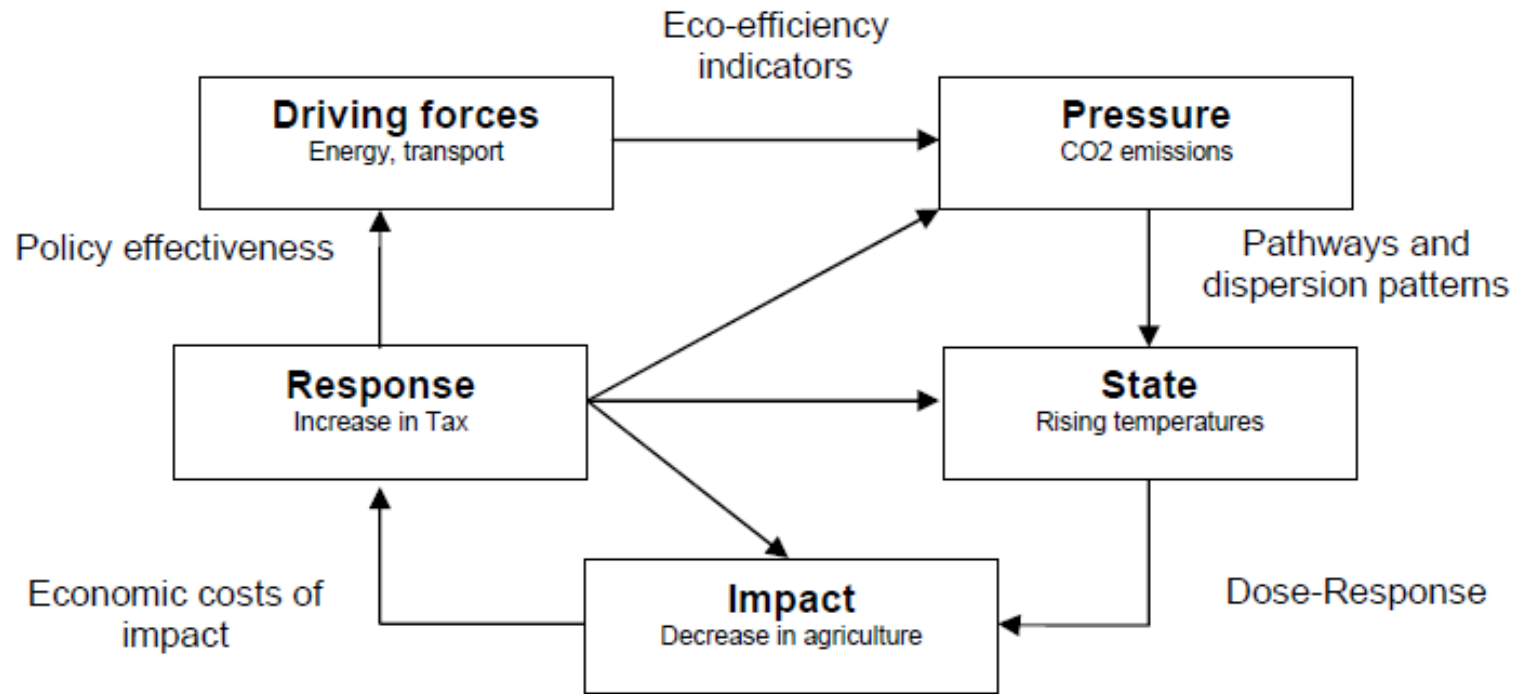 Eco-efficiency
indicators
Driving forces
Energy, transport
Pressure
CO2 emissions
Policy effectiveness
Pathways and
dispersion patterns
Response
Increase in Tax
State
Rising temperatures
Economic costs of
impact
Impact
Decrease in agriculture
Dose-Response